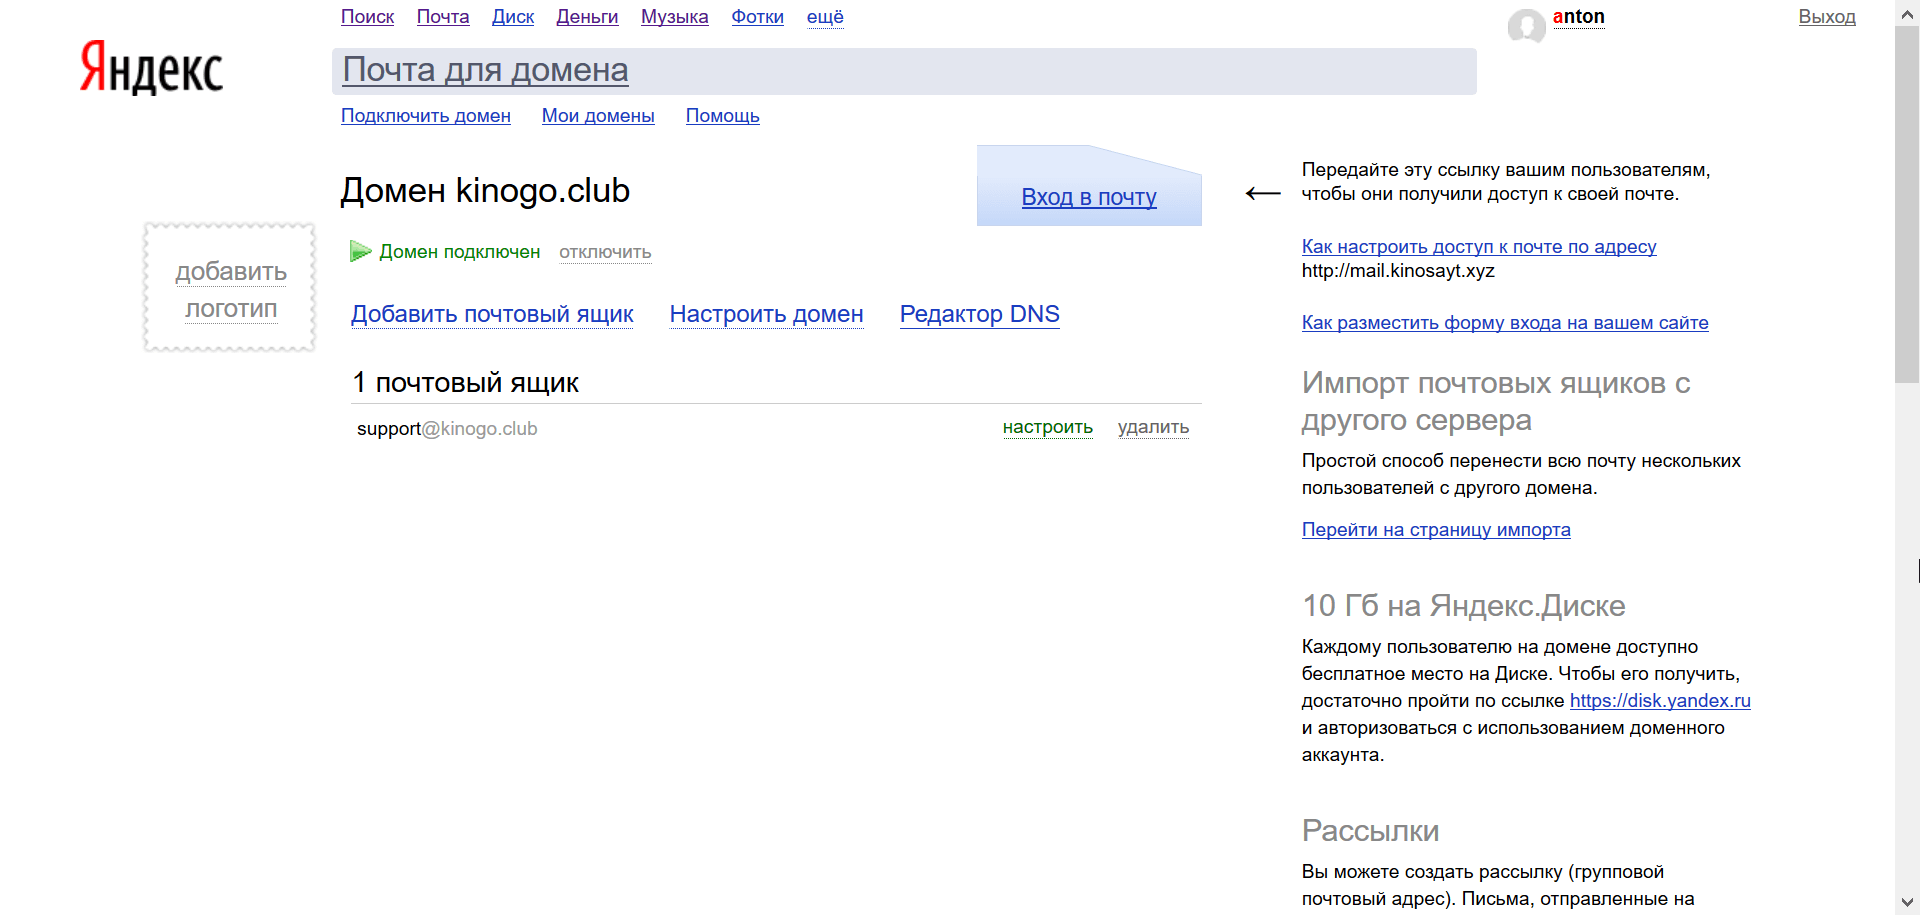 Поиск Почта Диск Деньги Музыка Фотки ещё
anton
Выход
Яндекс
Почта для домена
Подключить домен Мои домены Помощь
добавить
логотип
Домен kinogo.club
Вход в почту
Домен подключен отключить
Добавить почтовый ящик Настроить домен Редактор DNS
1 почтовый ящик
support@kinogo.club настроить удалить
←
Передайте эту ссылку вашим пользователям,
чтобы они получили доступ к своей почте.
Как настроить доступ к почте по адресу
http://mail.kinosayt.xyz
Как разместить форму входа на вашем сайте
Импорт почтовых ящиков с
другого сервера
Простой способ перенести всю почту нескольких
пользователей с другого домена.
Перейти на страницу импорта
10 Гб на Яндекс.Диске
Каждому пользователю на домене доступно
бесплатное место на Диске. Чтобы его получить,
достаточно пройти по ссылке https://disk.yandex.ru
и авторизоваться с использованием доменного
аккаунта.
Рассылки
Вы можете создать рассылку (групповой
почтовый адрес). Письма, отправленные на